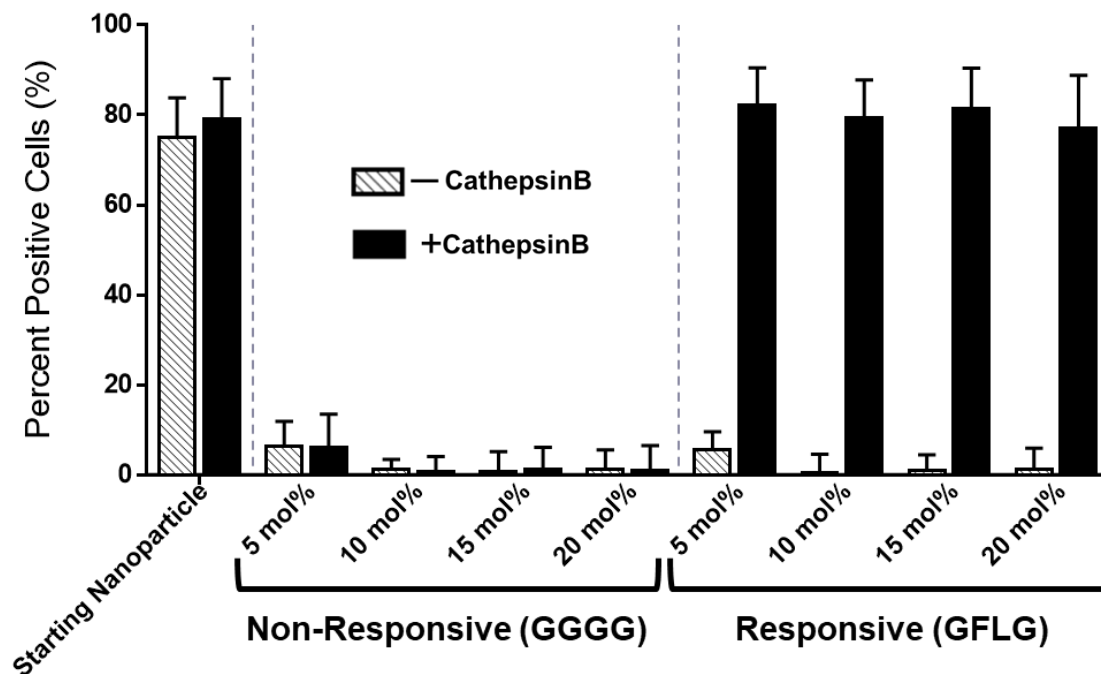 Percent Positive Cells (%)
100
80
60
40
20
0
— CathepsinB
+CathepsinB
Starting Nanoparticle
5 mol%
10 mol%
15 mol%
20 mol%
5 mol%
10 mol%
15 mol%
20 mol%
Non-Responsive (GGGG)
Responsive (GFLG)